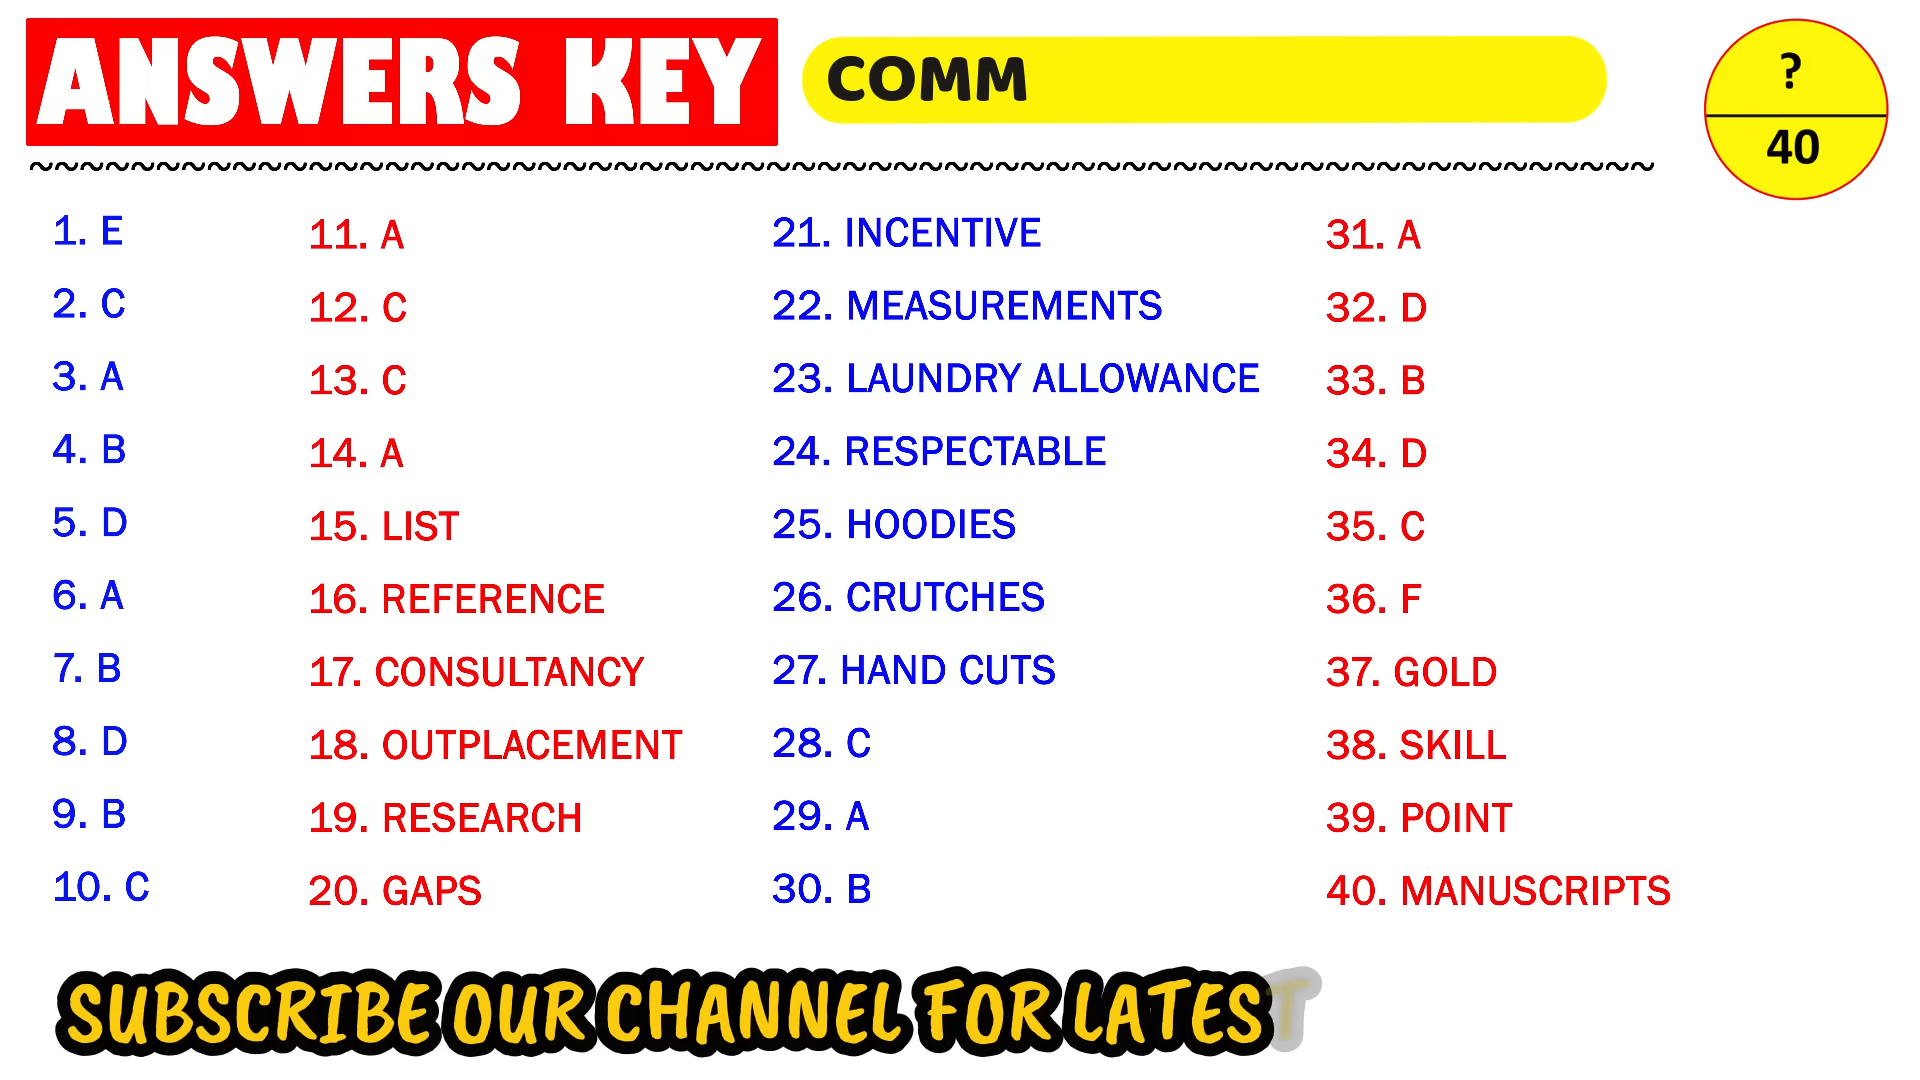 ANSWERS KEY
COMM
?
40
~~~~~~~~~~~~~~~~~~~~~~~~~~~~~~~~~~~~~~~~~~~~~~~~~~~~~~~~~~~~~~~~
1. E
2. C
3. A
4. B
5. D
6. A
7. B
8. D
9. B
10. C
11. A
12. C
13. C
14. A
15. LIST
16. REFERENCE
17. CONSULTANCY
18. OUTPLACEMENT
19. RESEARCH
20. GAPS
21. INCENTIVE
22. MEASUREMENTS
23. LAUNDRY ALLOWANCE
24. RESPECTABLE
25. HOODIES
26. CRUTCHES
27. HAND CUTS
28. C
29. A
30. B
31. A
32. D
33. B
34. D
35. C
36. F
37. GOLD
38. SKILL
39. POINT
40. MANUSCRIPTS
SUBSCRIBE OUR CHANNEL FOR LATEST